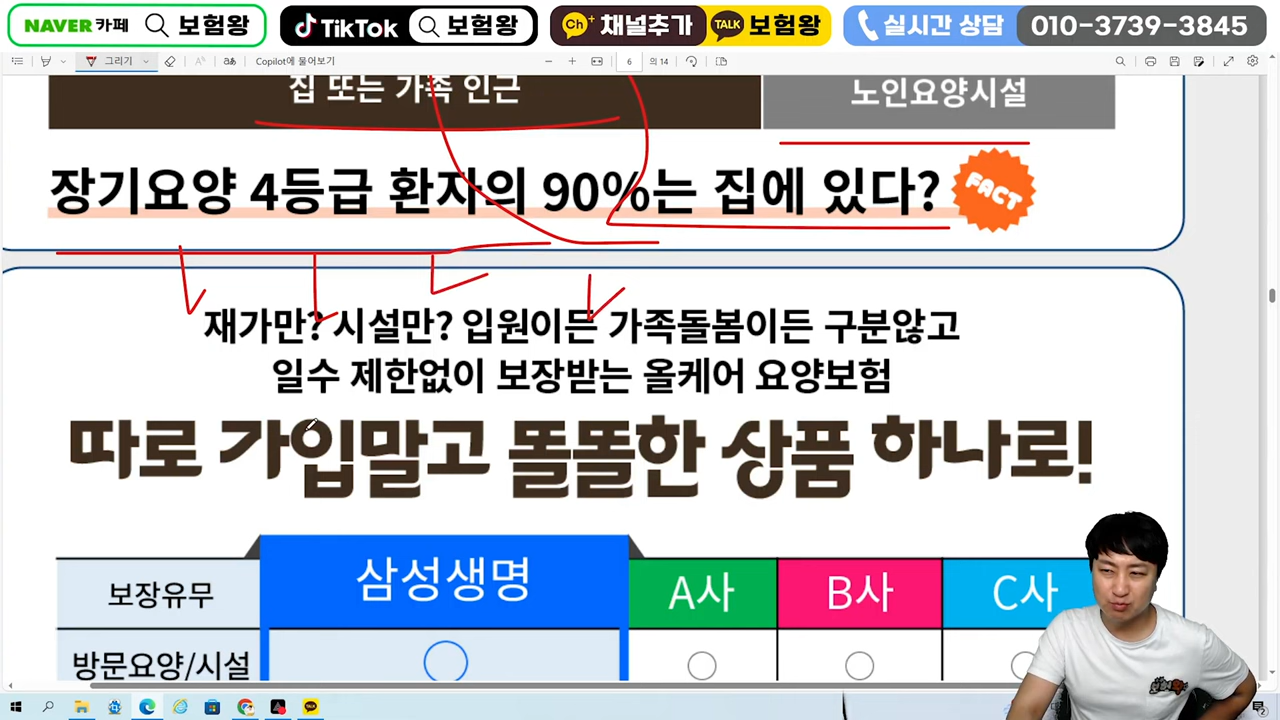 NAVER 카페 보험왕
TikTok 보험왕
Ch+ 채널추가 TALK 보험왕
실시간 상담 010-3739-3845
그리기
Copilot에 물어보기
6 의 14
집 또는 가족 인근
노인요양시설
장기요양 4등급 환자의 90%는 집에 있다?
FACT
재가만? 시설만? 입원이든 가족돌봄이든 구분않고
일수 제한없이 보장받는 올케어 요양보험
따로 가입말고 똘똘한 상품 하나로!
보장유무 삼성생명 A사 B사 C사
방문요양/시설